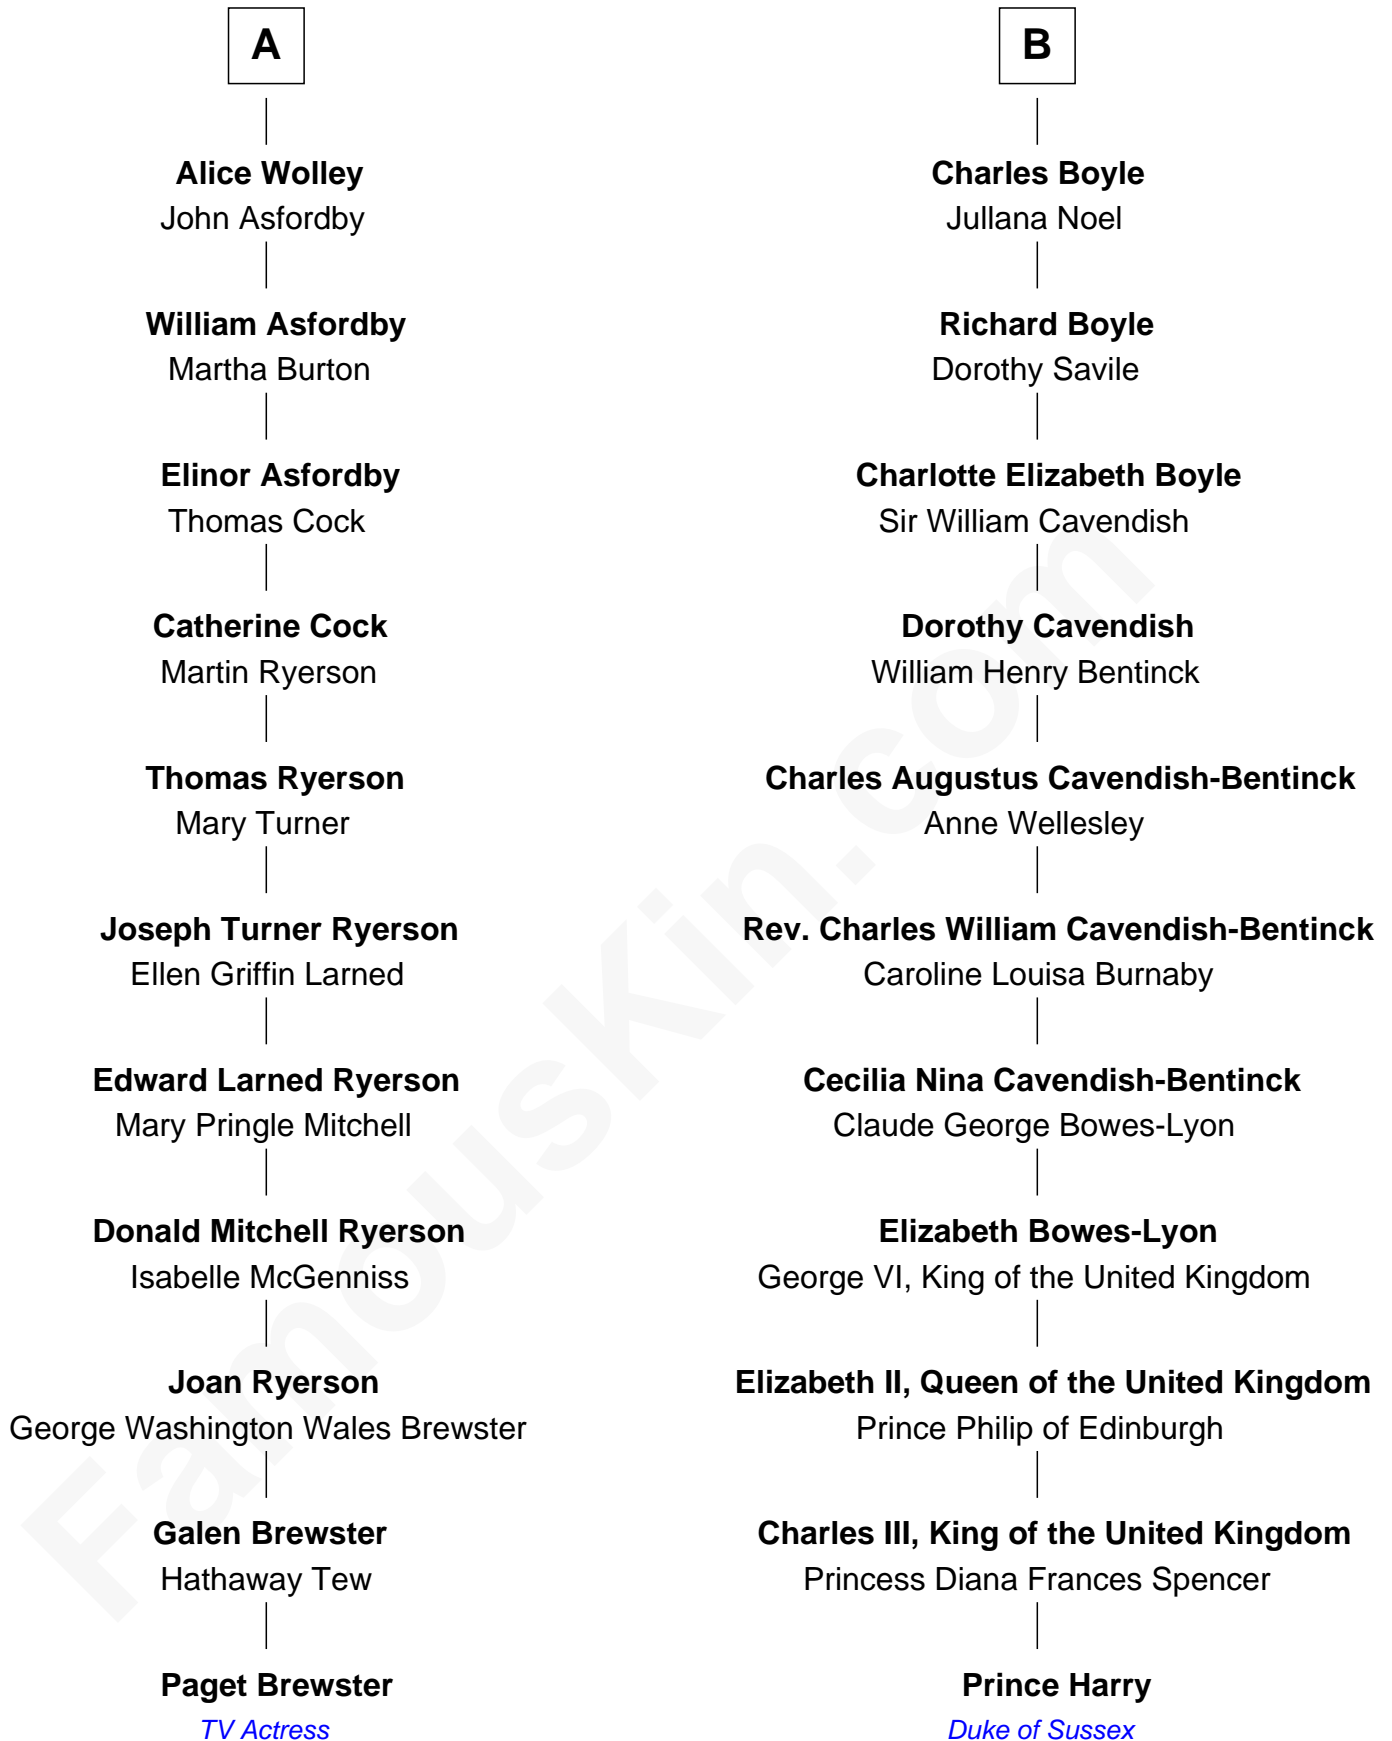 A
Alice Wolley
John Asfordby
William Asfordby
Martha Burton
Elinor Asfordby
Thomas Cock
Catherine Cock
Martin Ryerson
Thomas Ryerson
Mary Turner
Joseph Turner Ryerson
Ellen Griffin Larned
Edward Larned Ryerson
Mary Pringle Mitchell
Donald Mitchell Ryerson
Isabelle McGenniss
Joan Ryerson
George Washington Wales Brewster
Galen Brewster
Hathaway Tew
Paget Brewster
TV Actress
B
Charles Boyle
Jullana Noel
Richard Boyle
Dorothy Savile
Charlotte Elizabeth Boyle
Sir William Cavendish
Dorothy Cavendish
William Henry Bentinck
Charles Augustus Cavendish-Bentinck
Anne Wellesley
Rev. Charles William Cavendish-Bentinck
Caroline Louisa Burnaby
Cecilia Nina Cavendish-Bentinck
Claude George Bowes-Lyon
Elizabeth Bowes-Lyon
George VI, King of the United Kingdom
Elizabeth II, Queen of the United Kingdom
Prince Philip of Edinburgh
Charles III, King of the United Kingdom
Princess Diana Frances Spencer
Prince Harry
Duke of Sussex
FamousKin.com